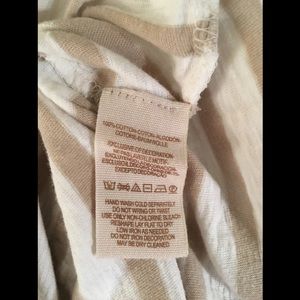 100% COTTON-COTON-ALGODON-
COTONE-BAUMWOLLE
EXCLUSIVE OF DECORATION
HAND WASH COLD SEPARATELY
DO NOT WRING OR TWIST
USE ONLY NON-CHLORINE BLEACH
RESHAPE LAY FLAT TO DRY
LOW IRON AS NEEDED
DO NOT IRON DECORATION
MAY BE DRY CLEANED